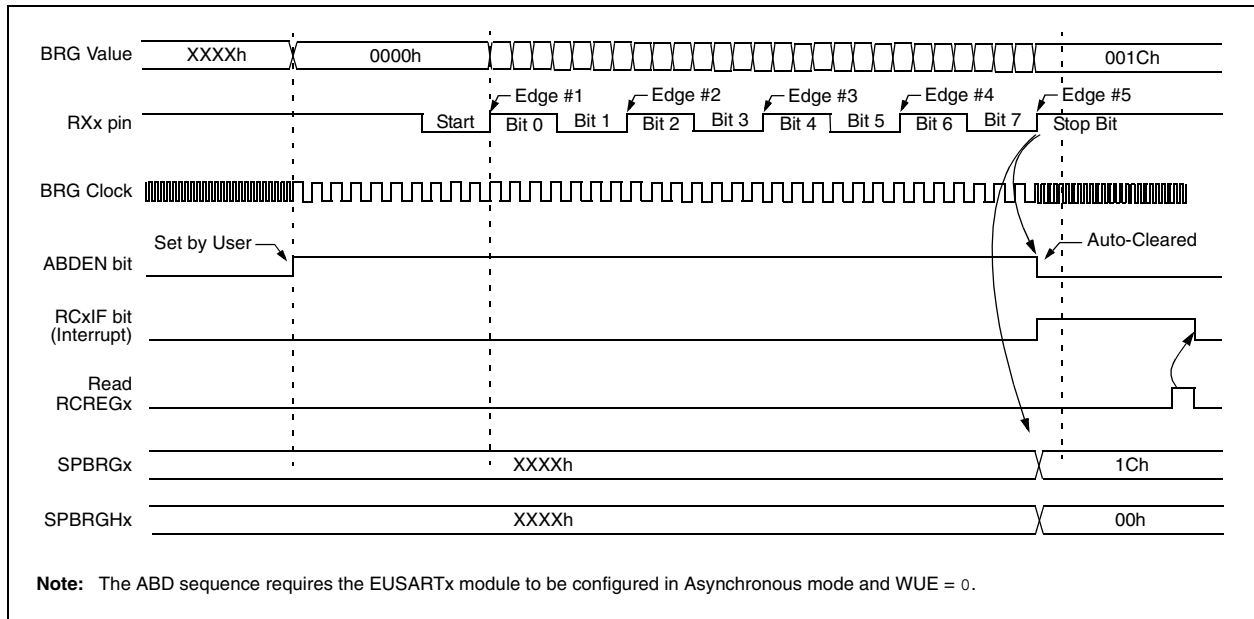 BRG Value XXXXh 0000h 001Ch
Edge #1 Edge #2 Edge #3 Edge #4 Edge #5
RXx pin Start Bit 0 Bit 1 Bit 2 Bit 3 Bit 4 Bit 5 Bit 6 Bit 7 Stop Bit
BRG Clock
Set by User Auto-Cleared
ABDEN bit
RCxIF bit
(Interrupt)
Read
RCREGx
SPBRGx XXXXh 1Ch
SPBRGHx XXXXh 00h
Note: The ABD sequence requires the EUSARTx module to be configured in Asynchronous mode and WUE = 0.